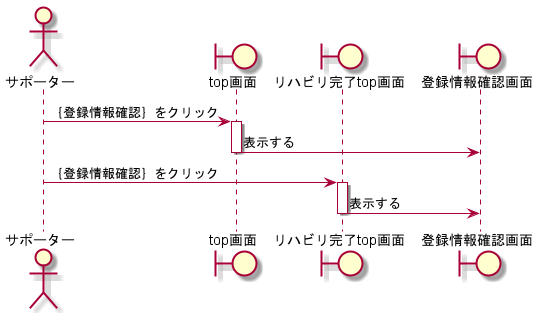 サポーター
top画面
リハビリ完了top画面
登録情報確認画面
{登録情報確認} をクリック
表示する
{登録情報確認} をクリック
表示する
サポーター
top画面
リハビリ完了top画面
登録情報確認画面